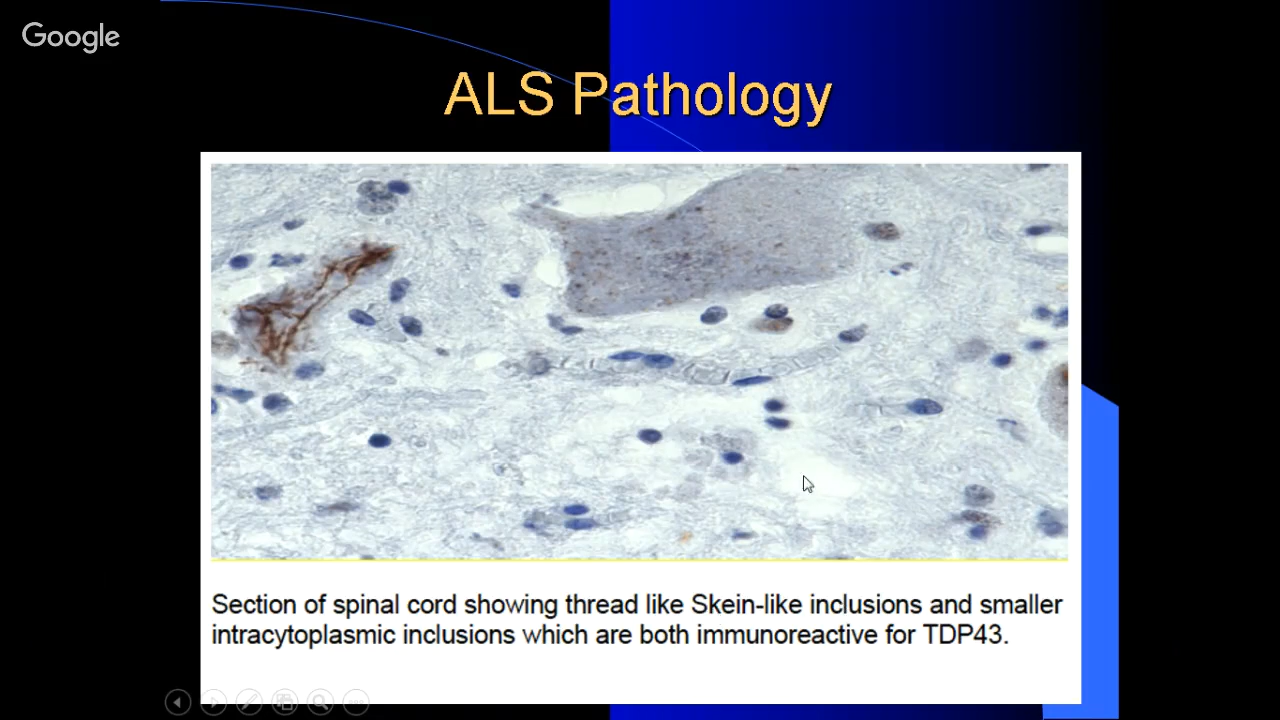 Google
ALS Pathology
Section of spinal cord showing thread like Skein-like inclusions and smaller
intracytoplasmic inclusions which are both immunoreactive for TDP43.